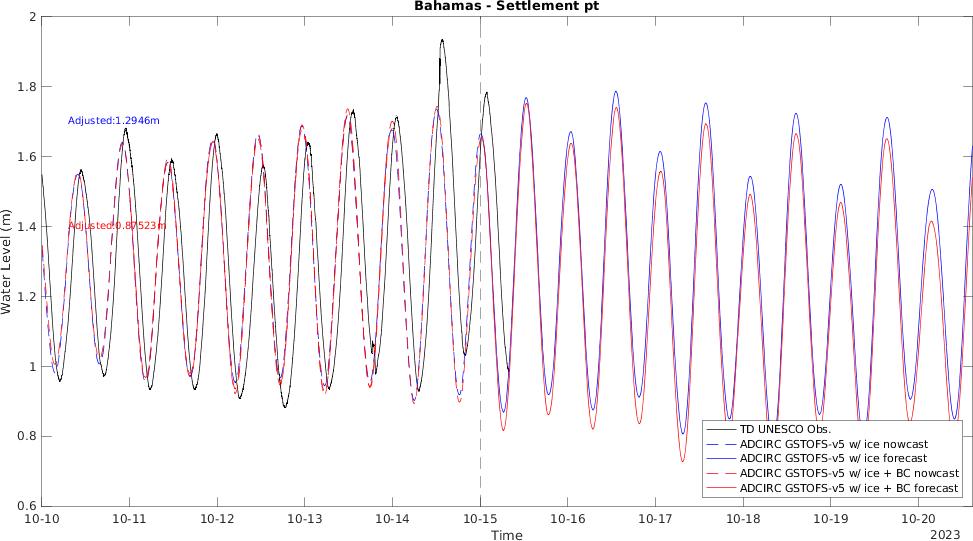 Bahamas - Settlement pt
2
1.8
1.6
1.4
1.2
1
0.8
0.6
Water Level (m)
Adjusted:1.2946m
Adjusted:0.87523m
TD UNESCO Obs.
ADCIRC GSTOFS-v5 w/ ice nowcast
ADCIRC GSTOFS-v5 w/ ice forecast
ADCIRC GSTOFS-v5 w/ ice + BC nowcast
ADCIRC GSTOFS-v5 w/ ice + BC forecast
10-10 10-11 10-12 10-13 10-14 10-15 10-16 10-17 10-18 10-19 10-20
Time
2023